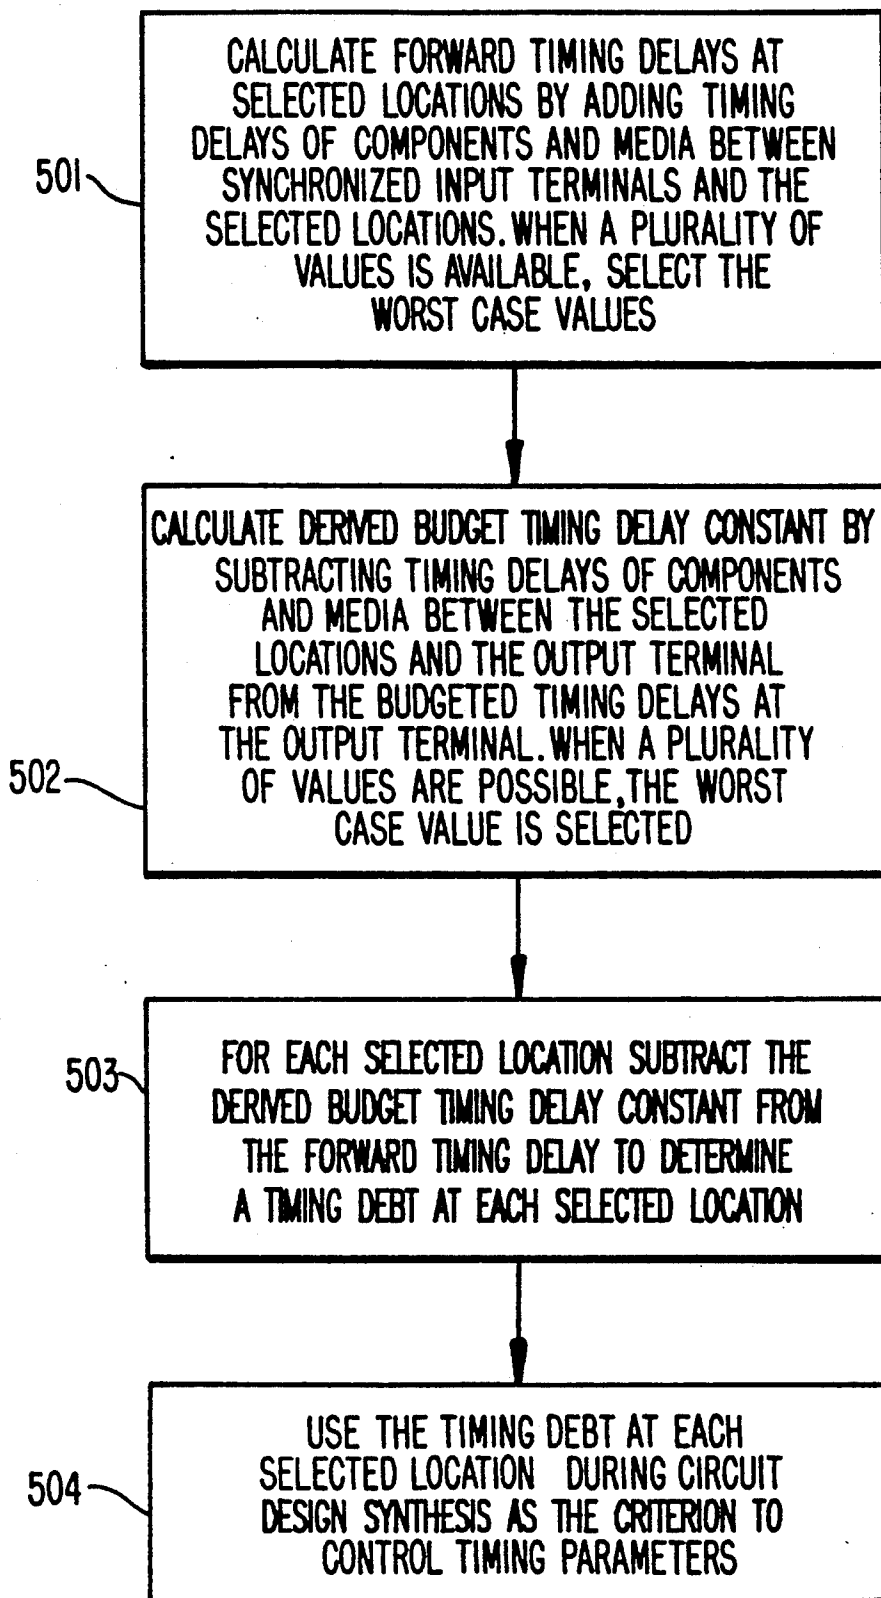 CALCULATE FORWARD TIMING DELAYS AT
SELECTED LOCATIONS BY ADDING TIMING
DELAYS OF COMPONENTS AND MEDIA BETWEEN
SYNCHRONIZED INPUT TERMINALS AND THE
SELECTED LOCATIONS. WHEN A PLURALITY OF
VALUES IS AVAILABLE, SELECT THE
WORST CASE VALUES
501
CALCULATE DERIVED BUDGET TIMING DELAY CONSTANT BY
SUBTRACTING TIMING DELAYS OF COMPONENTS
AND MEDIA BETWEEN THE SELECTED
LOCATIONS AND THE OUTPUT TERMINAL
FROM THE BUDGETED TIMING DELAYS AT
THE OUTPUT TERMINAL. WHEN A PLURALITY
OF VALUES ARE POSSIBLE, THE WORST
CASE VALUE IS SELECTED
502
FOR EACH SELECTED LOCATION SUBTRACT THE
DERIVED BUDGET TIMING DELAY CONSTANT FROM
THE FORWARD TIMING DELAY TO DETERMINE
A TIMING DEBT AT EACH SELECTED LOCATION
503
USE THE TIMING DEBT AT EACH
SELECTED LOCATION DURING CIRCUIT
DESIGN SYNTHESIS AS THE CRITERION TO
CONTROL TIMING PARAMETERS
504